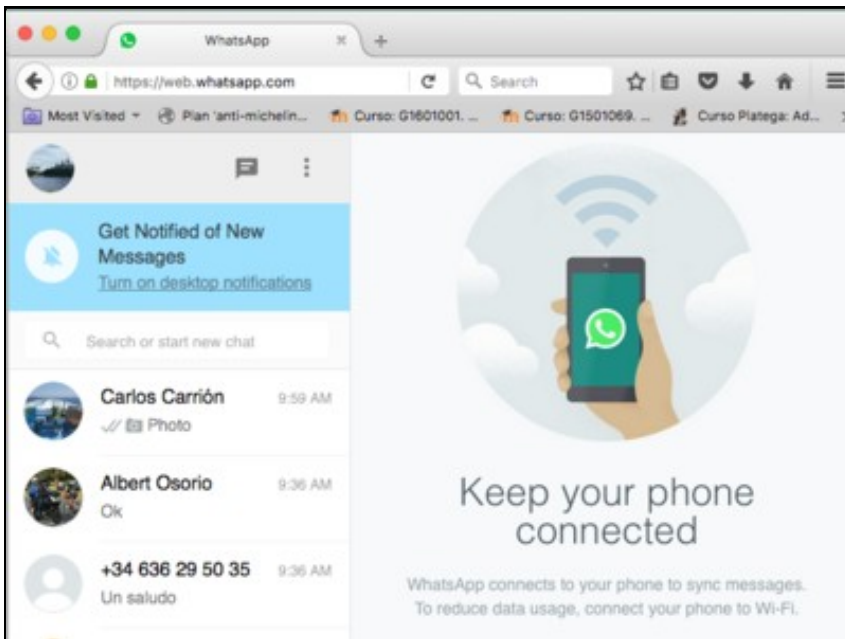 WhatsApp
https://web.whatsapp.com
Search
Most Visited
Plan 'anti-michelin...
Curso: G1601001. ...
Curso: G1501069. ...
Curso Platega: Ad...
Get Notified of New
Messages
Turn on desktop notifications
Search or start new chat
Carlos Carrión 9:59 AM
Photo
Albert Osorio 9:36 AM
Ok
+34 636 29 50 35 9:36 AM
Un saludo
Keep your phone
connected
WhatsApp connects to your phone to sync messages.
To reduce data usage, connect your phone to Wi-Fi.